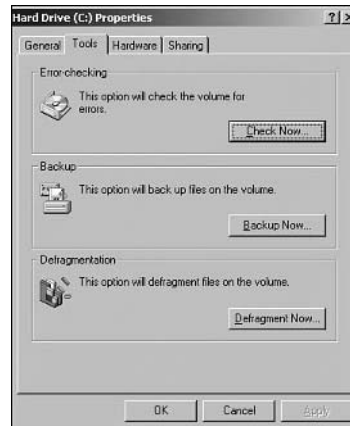 Hard Drive (C:) Properties
General Tools Hardware Sharing
Error-checking
This option will check the volume for
errors.
Check Now...
Backup
This option will back up files on the volume.
Backup Now...
Defragmentation
This option will defragment files on the volume.
Defragment Now...
OK Cancel Apply